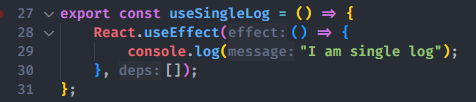 27 export const useSingleLog = () => {
28 React.useEffect( effect: () => {
29 console.log( message: "I am single log");
30 }, deps: []);
31 };